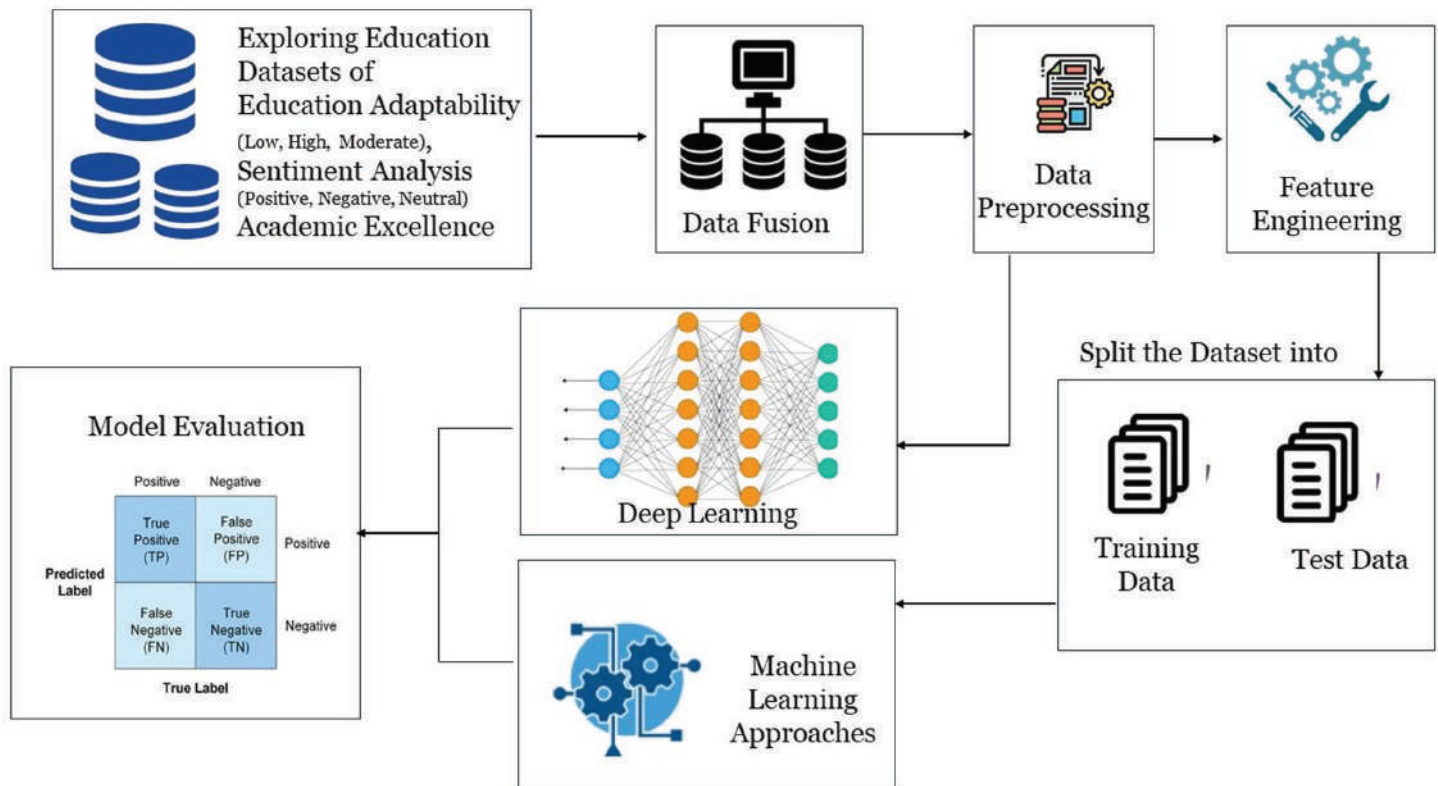 Exploring Education
Datasets of
Education Adaptability
(Low, High, Moderate),
Sentiment Analysis
(Positive, Negative, Neutral)
Academic Excellence
Data Fusion
Data
Preprocessing
Feature
Engineering
Split the Dataset into
Training
Data
Test Data
Deep Learning
Machine
Learning
Approaches
Model Evaluation
Positive
Negative
True
Positive
(TP)
False
Positive
(FP)
Positive
Predicted
Label
False
Negative
(FN)
True
Negative
(TN)
Negative
True Label